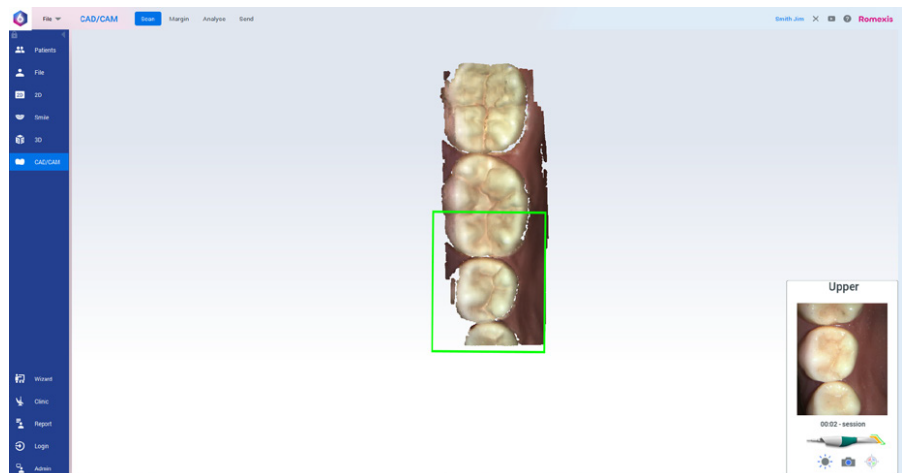 File CAD/CAM Scan Margin Analyse Send Smith Jim Romexis
Patients
File
2D 2D
Smile
3D
CAD/CAM
Wizard
Clinic
Report
Login
Admin
Upper
00:02 - session